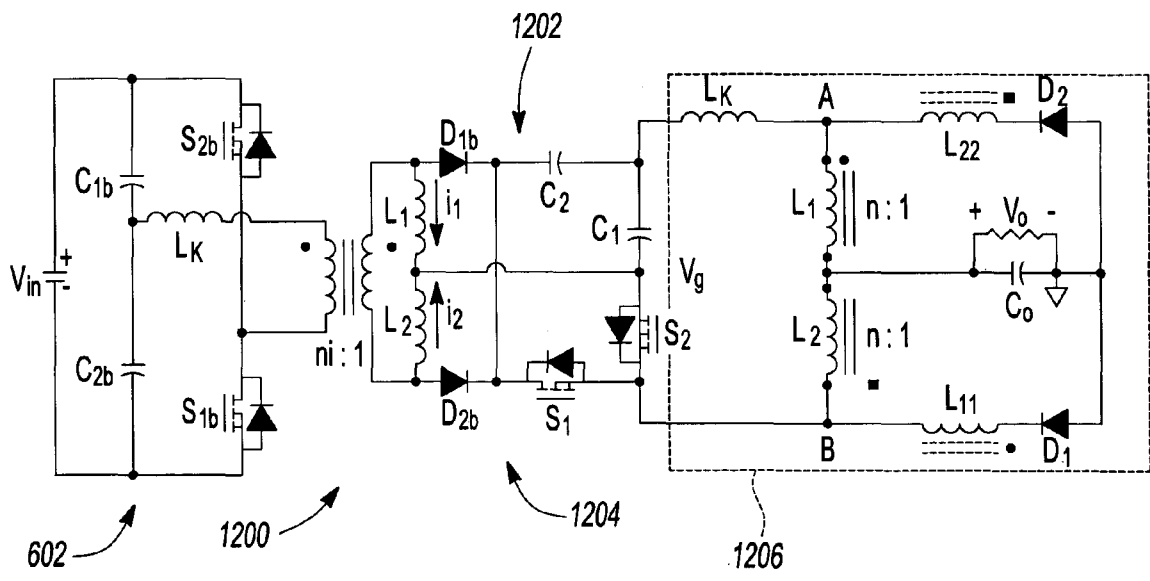 1202
LK
A
D2
S2b
D1b
L22
C1b
C2
L1
i1
L1
n : 1
+ Vo -
C1
LK
Vin
+
-
Vg
Co
L2
i2
S2
L2
n : 1
ni : 1
C2b
S1b
D2b
S1
L11
B
D1
602
1200
1204
1206